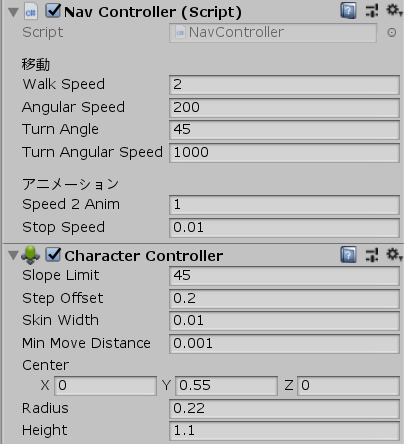 Nav Controller (Script)
Script NavController
移動
Walk Speed 2
Angular Speed 200
Turn Angle 45
Turn Angular Speed 1000
アニメーション
Speed 2 Anim 1
Stop Speed 0.01
Character Controller
Slope Limit 45
Step Offset 0.2
Skin Width 0.01
Min Move Distance 0.001
Center
X 0 Y 0.55 Z 0
Radius 0.22
Height 1.1